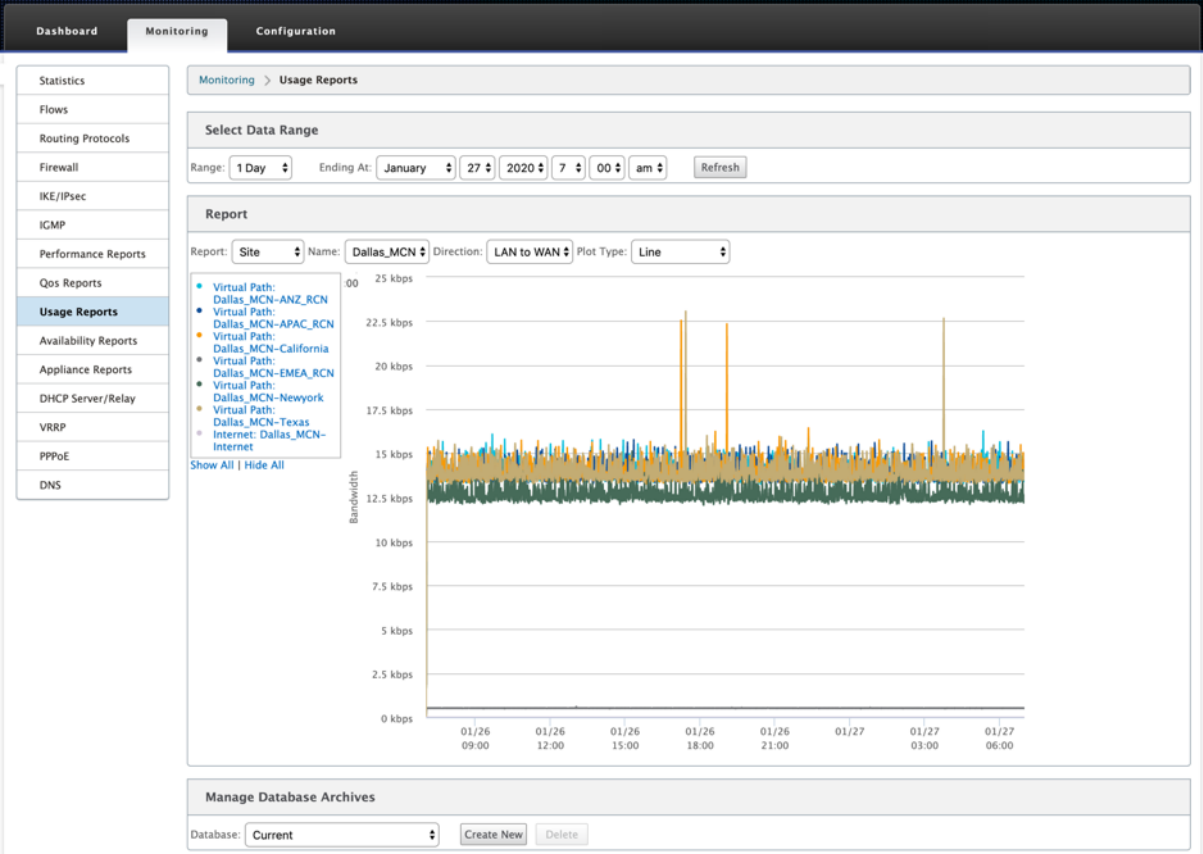 Dashboard Monitoring Configuration
Statistics
Flows
Routing Protocols
Firewall
IKE/IPsec
IGMP
Performance Reports
Qos Reports
Usage Reports
Availability Reports
Appliance Reports
DHCP Server/Relay
VRRP
PPPoE
DNS
Monitoring > Usage Reports
Select Data Range
Range: 1 Day Ending At: January 27 2020 7 00 am Refresh
Report
Report: Site Name: Dallas_MCN Direction: LAN to WAN Plot Type: Line
Virtual Path:
Dallas_MCN-ANZ_RCN
Virtual Path:
Dallas_MCN-APAC_RCN
Virtual Path:
Dallas_MCN-California
Virtual Path:
Dallas_MCN-EMEA_RCN
Virtual Path:
Dallas_MCN-Newyork
Virtual Path:
Dallas_MCN-Texas
Internet: Dallas_MCN-
Internet
Show All | Hide All
:00
25 kbps
22.5 kbps
20 kbps
17.5 kbps
15 kbps
12.5 kbps
10 kbps
7.5 kbps
5 kbps
2.5 kbps
0 kbps
Bandwidth
01/26 01/26 01/26 01/26 01/26 01/27 01/27 01/27
09:00 12:00 15:00 18:00 21:00 03:00 06:00
Manage Database Archives
Database: Current Create New Delete